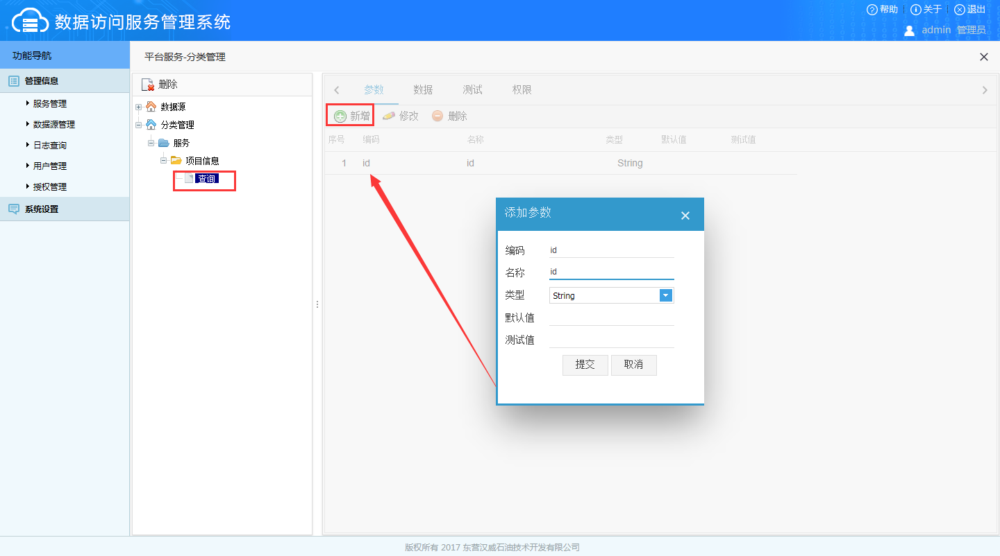 数据访问服务管理系统
帮助 关于 退出
admin 管理员
功能导航
管理信息
服务管理
数据源管理
日志查询
用户管理
授权管理
系统设置
平台服务-分类管理
删除
数据源
分类管理
服务
项目信息
查询
参数 数据 测试 权限
新增 修改 删除
序号 编码 名称 类型 默认值 测试值
1 id id String
添加参数
编码 id
名称 id
类型 String
默认值
测试值
提交 取消
版权所有 2017 东营汉威石油技术开发有限公司